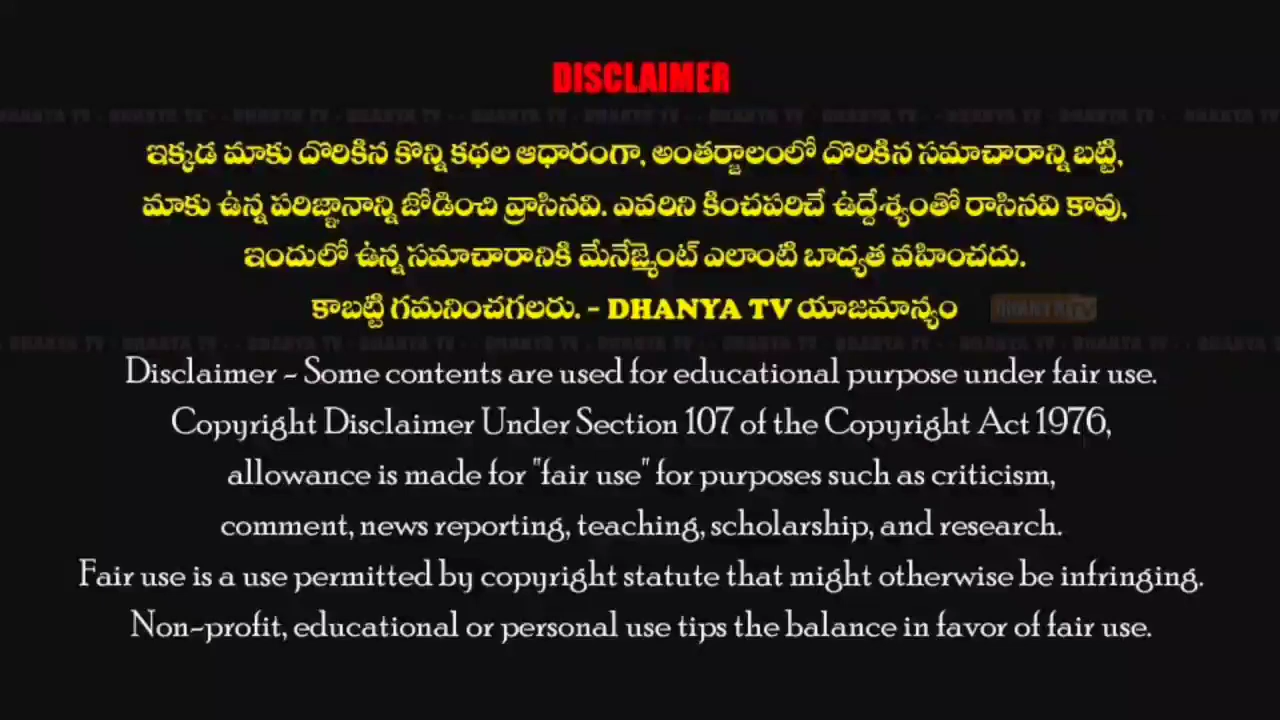 DISCLAIMER
ఇక్కడ మాకు దొరికిన కొన్ని కథల ఆధారంగా, అంతర్జాలంలో దొరికిన సమాచారాన్ని బట్టి,
మాకు ఉన్న పరిజ్ఞానాన్ని జోడించి వ్రాసినవి. ఎవరిని కించపరిచే ఉద్దేశ్యంతో రాసినవి కావు,
ఇందులో ఉన్న సమాచారానికి మేనేజ్మెంట్ ఎలాంటి బాద్యత వహించదు.
కాబట్టి గమనించగలరు. - DHANYA TV యాజమాన్యం
DHANYA TV
Disclaimer - Some contents are used for educational purpose under fair use.
Copyright Disclaimer Under Section 107 of the Copyright Act 1976,
allowance is made for "fair use" for purposes such as criticism,
comment, news reporting, teaching, scholarship, and research.
Fair use is a use permitted by copyright statute that might otherwise be infringing.
Non-profit, educational or personal use tips the balance in favor of fair use.